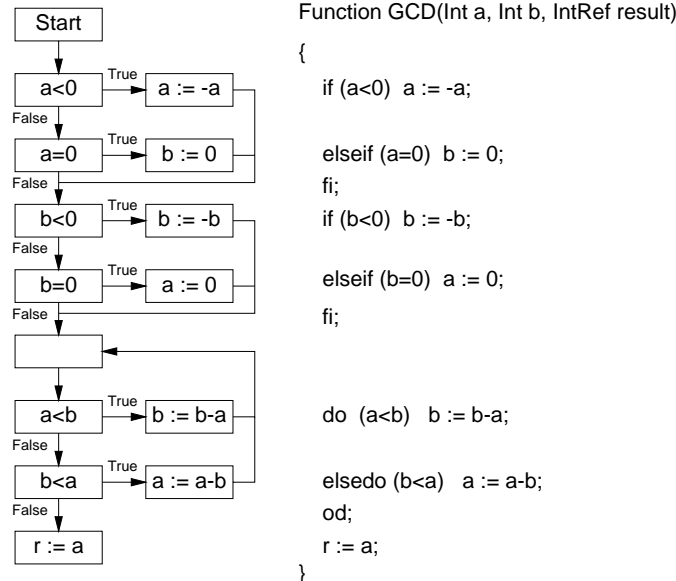 Start
a<0
True
a := -a
False
a=0
True
b := 0
False
b<0
True
b := -b
False
b=0
True
a := 0
False
a<b
True
b := b-a
False
b<a
True
a := a-b
False
r := a
Function GCD(Int a, Int b, IntRef result)
{
if (a<0) a := -a;
elseif (a=0) b := 0;
fi;
if (b<0) b := -b;
elseif (b=0) a := 0;
fi;
do (a<b) b := b-a;
elsedo (b<a) a := a-b;
od;
r := a;
}